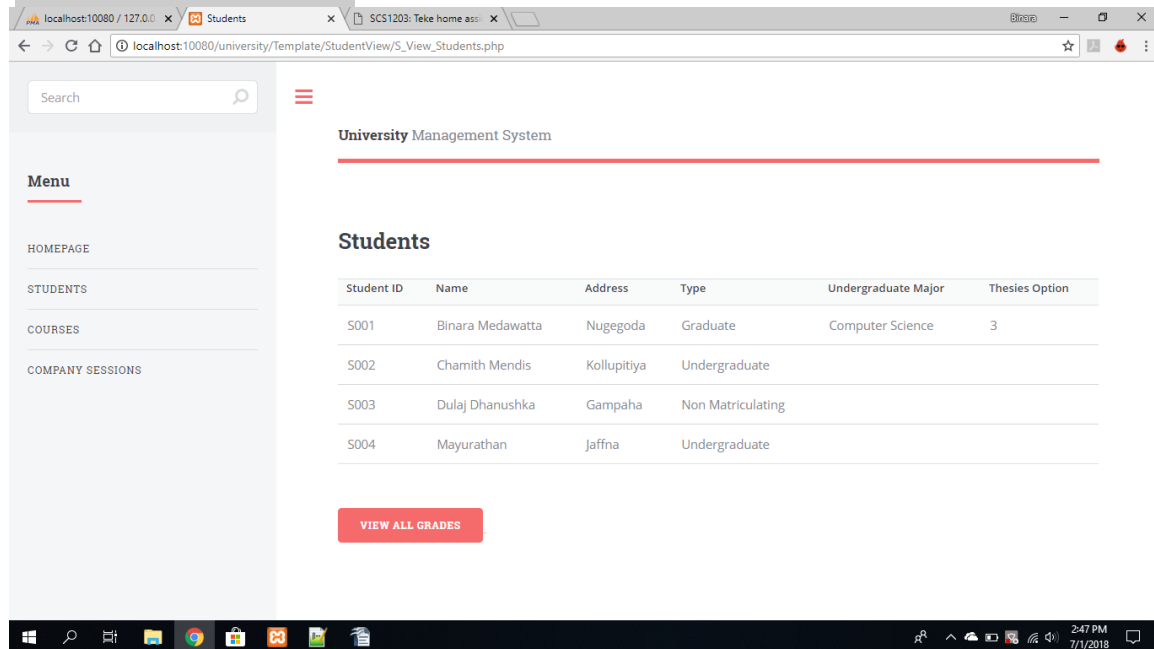 localhost:10080 / 127.0.0
Students
SCS1203: Teke home assi
Binara
localhost:10080/university/Template/StudentView/S_View_Students.php
Search
University Management System
Menu
HOMEPAGE
STUDENTS
COURSES
COMPANY SESSIONS
Students
Student ID Name Address Type Undergraduate Major Thesies Option
S001 Binara Medawatta Nugegoda Graduate Computer Science 3
S002 Chamith Mendis Kollupitiya Undergraduate
S003 Dulaj Dhanushka Gampaha Non Matriculating
S004 Mayurathan Jaffna Undergraduate
VIEW ALL GRADES
2:47 PM
7/1/2018